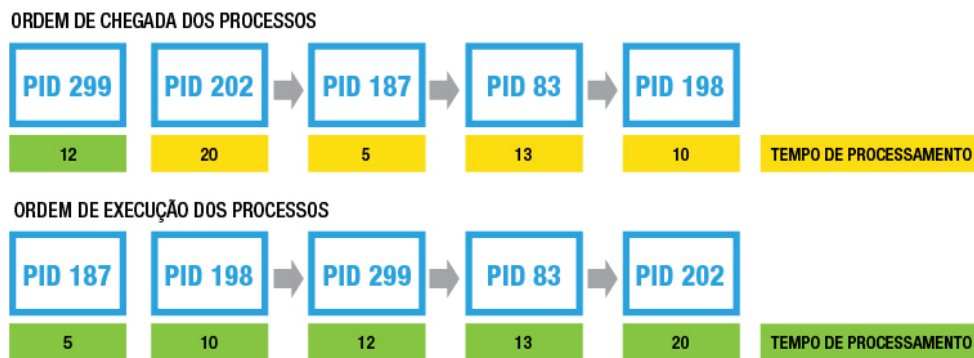 ORDEM DE CHEGADA DOS PROCESSOS
PID 299 PID 202 PID 187 PID 83 PID 198
12 20 5 13 10 TEMPO DE PROCESSAMENTO
ORDEM DE EXECUÇÃO DOS PROCESSOS
PID 187 PID 198 PID 299 PID 83 PID 202
5 10 12 13 20 TEMPO DE PROCESSAMENTO